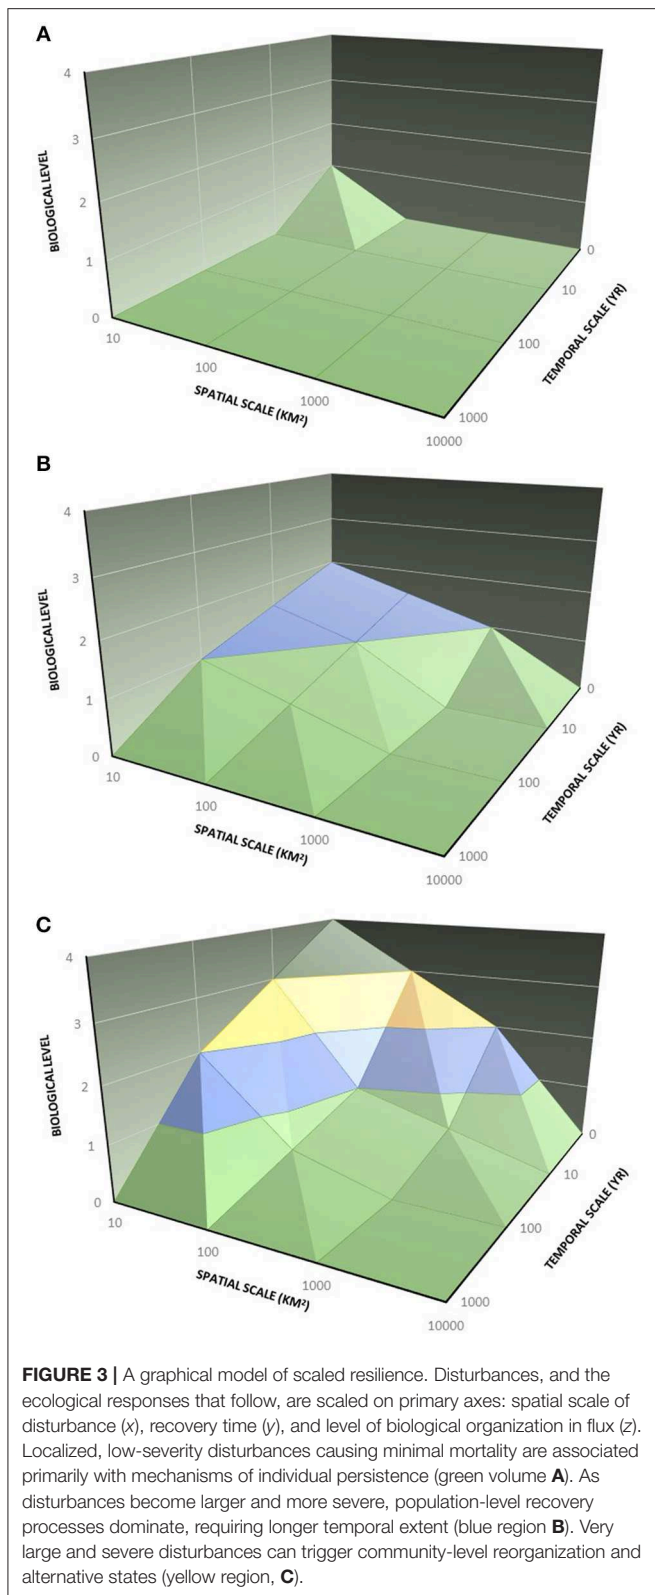 A
4
3
2
1
0
BIOLOGICAL LEVEL
10
100
1000
10000
SPATIAL SCALE (KM²)
0
10
100
1000
TEMPORAL SCALE (YR)
B
4
3
2
1
0
BIOLOGICAL LEVEL
10
100
1000
10000
SPATIAL SCALE (KM²)
0
10
100
1000
TEMPORAL SCALE (YR)
C
4
3
2
1
0
BIOLOGICAL LEVEL
10
100
1000
10000
SPATIAL SCALE (KM²)
0
10
100
1000
TEMPORAL SCALE (YR)
FIGURE 3 | A graphical model of scaled resilience. Disturbances, and the
ecological responses that follow, are scaled on primary axes: spatial scale of
disturbance (x), recovery time (y), and level of biological organization in flux (z).
Localized, low-severity disturbances causing minimal mortality are associated
primarily with mechanisms of individual persistence (green volume A). As
disturbances become larger and more severe, population-level recovery
processes dominate, requiring longer temporal extent (blue region B). Very
large and severe disturbances can trigger community-level reorganization and
alternative states (yellow region, C).